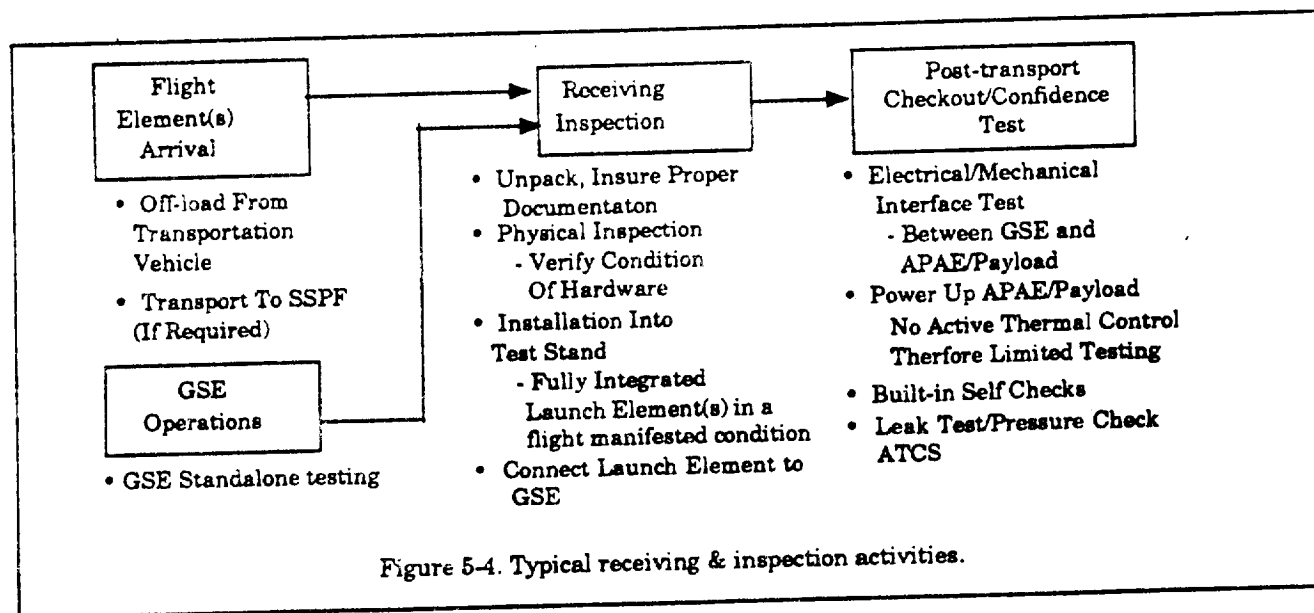 Flight
Element(s)
Arrival
• Off-load From
Transportation
Vehicle
• Transport To SSPF
(If Required)
GSE
Operations
• GSE Standalone testing
Receiving
Inspection
• Unpack, Insure Proper
Documentaton
• Physical Inspection
- Verify Condition
Of Hardware
• Installation Into
Test Stand
- Fully Integrated
Launch Element(s) in a
flight manifested condition
• Connect Launch Element to
GSE
Post-transport
Checkout/Confidence
Test
• Electrical/Mechanical
Interface Test
- Between GSE and
APAE/Payload
• Power Up APAE/Payload
No Active Thermal Control
Therfore Limited Testing
• Built-in Self Checks
• Leak Test/Pressure Check
ATCS
Figure 5-4. Typical receiving & inspection activities.